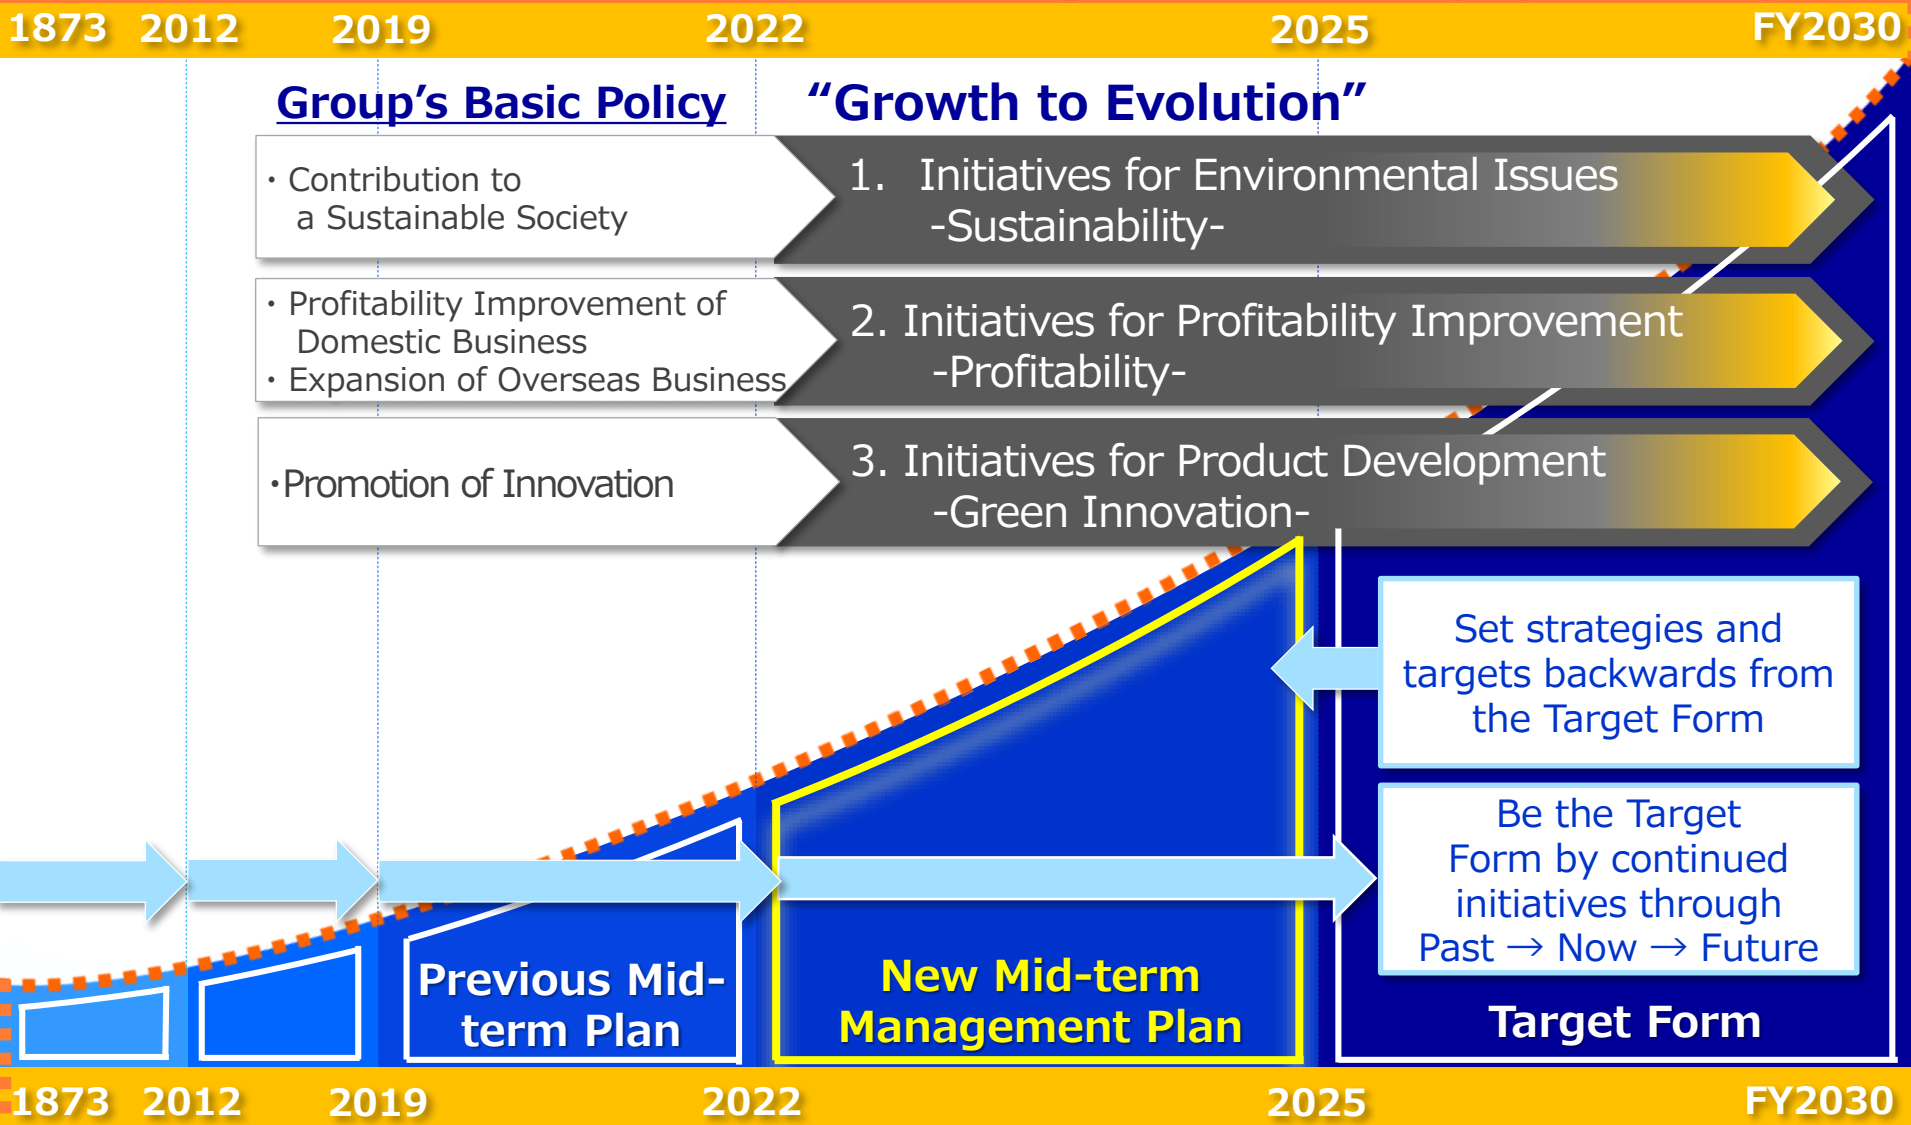 1873 2012 2019 2022 2025 FY2030
Group’s Basic Policy “Growth to Evolution”
・Contribution to
a Sustainable Society
1. Initiatives for Environmental Issues
-Sustainability-
・Profitability Improvement of
Domestic Business
・Expansion of Overseas Business
2. Initiatives for Profitability Improvement
-Profitability-
・Promotion of Innovation
3. Initiatives for Product Development
-Green Innovation-
Set strategies and
targets backwards from
the Target Form
Be the Target
Form by continued
initiatives through
Past → Now → Future
Previous Mid-
term Plan
New Mid-term
Management Plan
Target Form
1873 2012 2019 2022 2025 FY2030